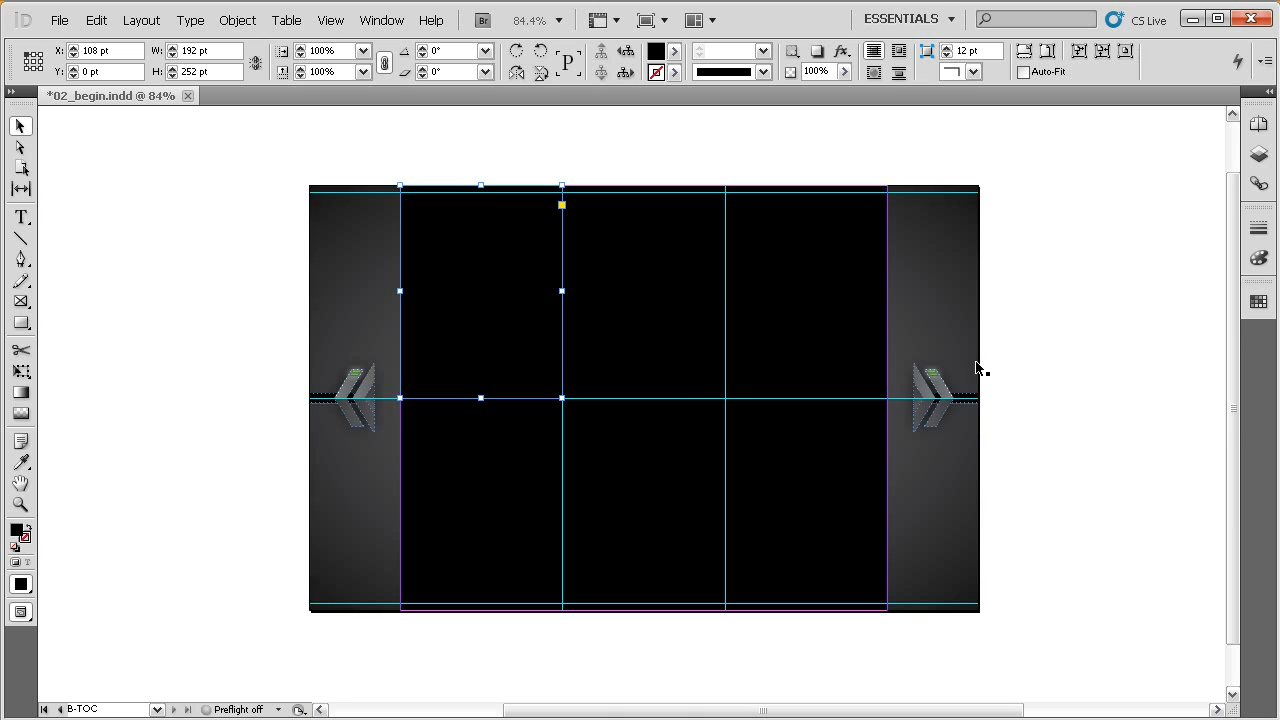 iD File Edit Layout Type Object Table View Window Help Br 84.4% ESSENTIALS CS Live
X: 108 pt W: 192 pt 100% 0° P fx. 12 pt
Y: 0 pt H: 252 pt 100% 0° 100% Auto-Fit
*02_begin.indd @ 84%
T
T
B-TOC Preflight off